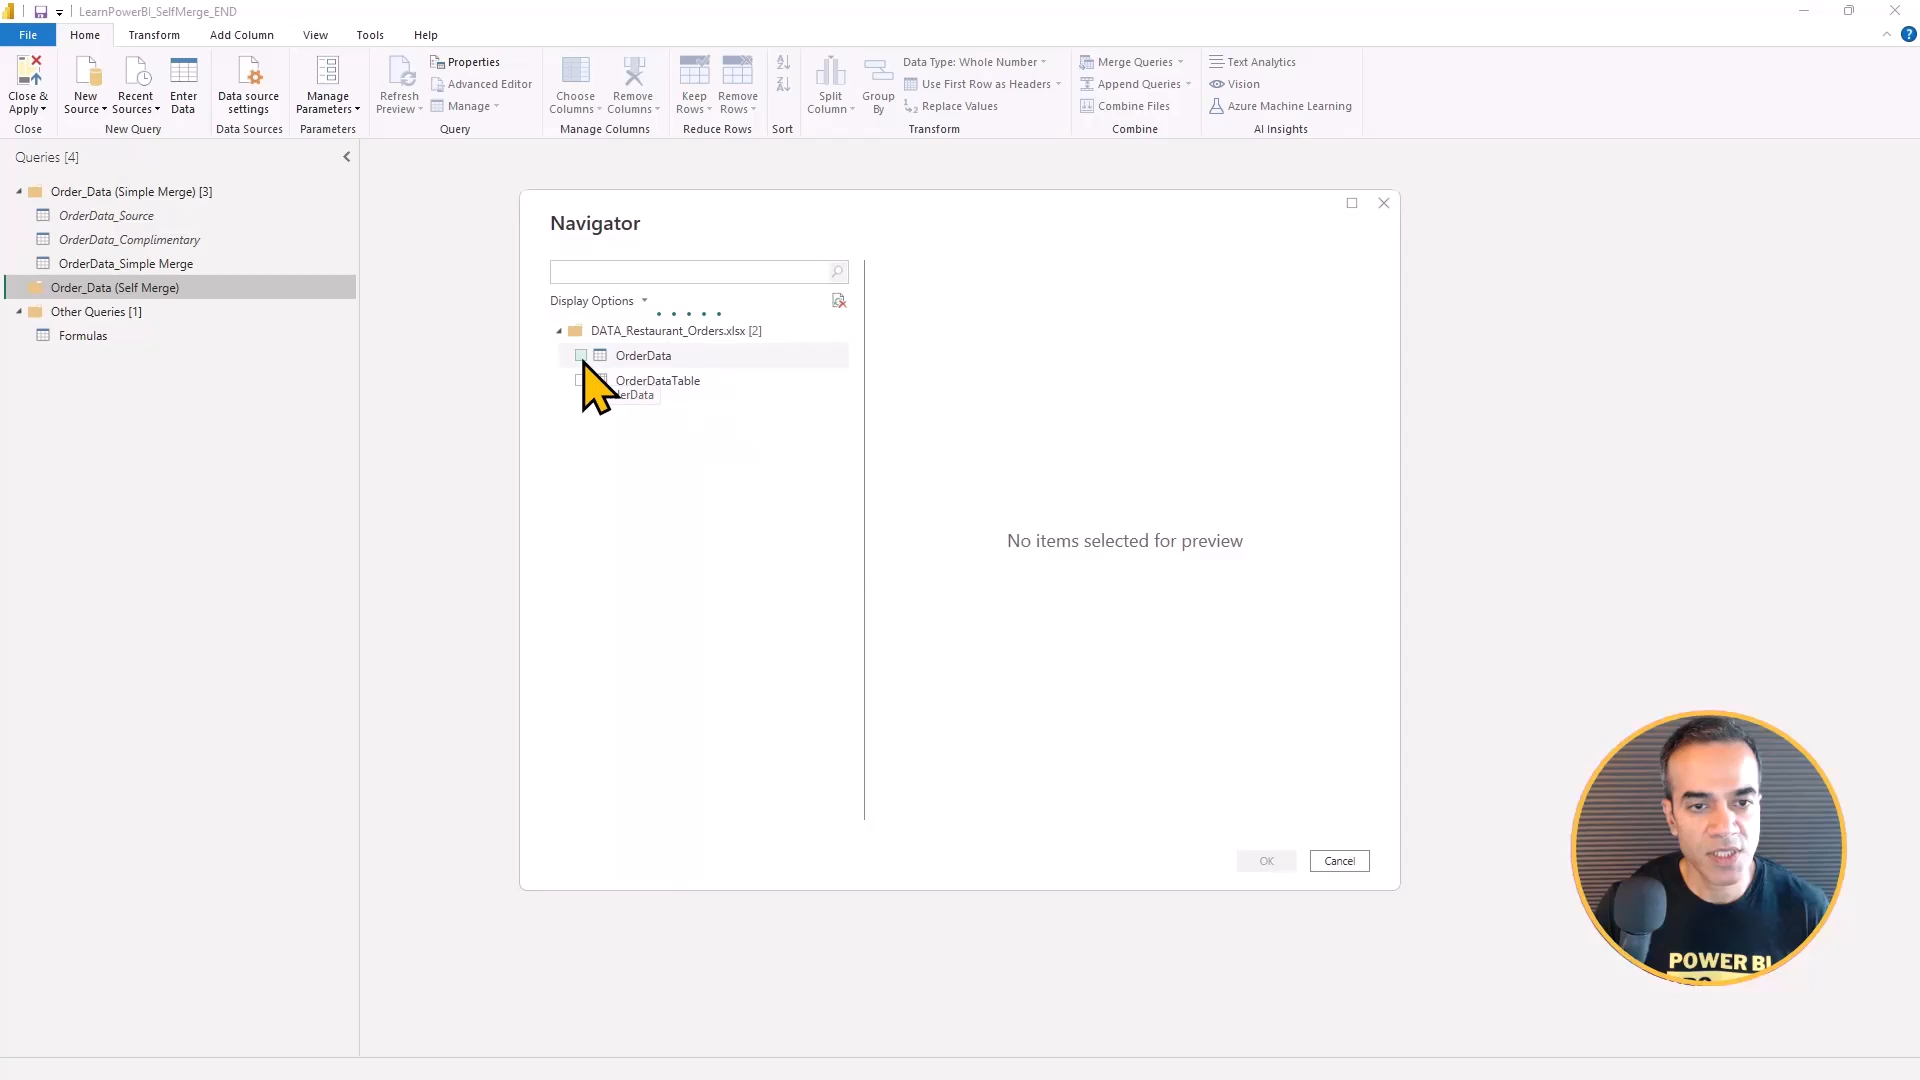 LearnPowerBI_SelfMerge_END
File Home Transform Add Column View Tools Help
Close & Apply
Close
New Source
Recent Sources
Enter Data
New Query
Data source settings
Data Sources
Manage Parameters
Parameters
Refresh Preview
Properties
Advanced Editor
Manage
Query
Choose Columns
Remove Columns
Manage Columns
Keep Rows
Remove Rows
Reduce Rows
Sort
Split Column
Group By
Data Type: Whole Number
Use First Row as Headers
Replace Values
Transform
Merge Queries
Append Queries
Combine Files
Combine
Text Analytics
Vision
Azure Machine Learning
AI Insights
Queries [4]
Order_Data (Simple Merge) [3]
OrderData_Source
OrderData_Complimentary
OrderData_Simple Merge
Order_Data (Self Merge)
Other Queries [1]
Formulas
Navigator
Display Options
DATA_Restaurant_Orders.xlsx [2]
OrderData
OrderDataTable
No items selected for preview
OK
Cancel
POWER BI